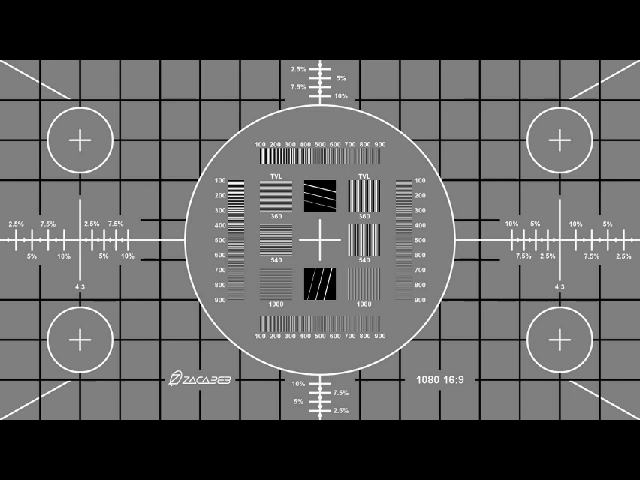 2.5%
5%
7.5%
10%
100 200 300 400 500 600 700 800 900
TVL TVL
100 100
200 200
300 300
360 360
400 400
500 500
600 600
540 540
700 700
800 800
900 900
1000 1000
100 200 300 400 500 600 700 800 900
2.5% 7.5% 2.5% 7.5%
5% 10% 5% 10%
4:3
10% 5% 10% 5%
7.5% 2.5% 7.5% 2.5%
4:3
10%
7.5%
5%
2.5%
ZACABEB
1080 16:9